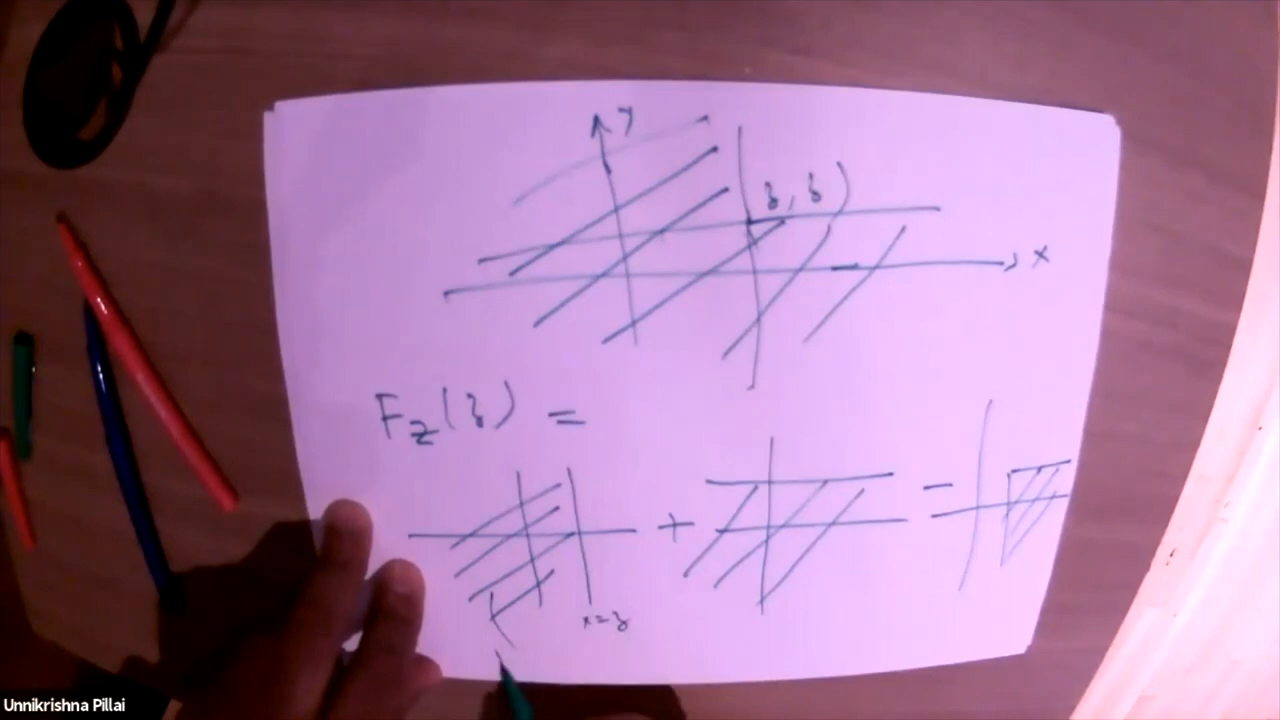 y
(z, z)
x
F_Z(z) =
+ −
x = z
Unnikrishna Pillai